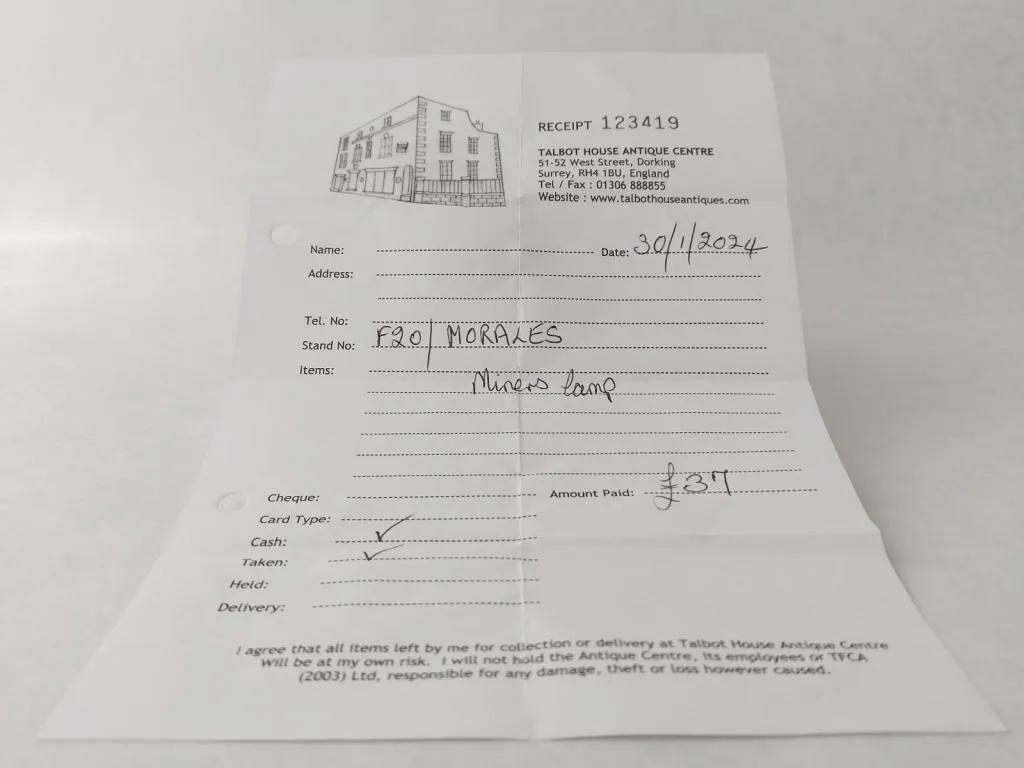 RECEIPT 123419
TALBOT HOUSE ANTIQUE CENTRE
51-52 West Street, Dorking
Surrey, RH4 1BU, England
Tel / Fax : 01306 888855
Website : www.talbothouseantiques.com
Name: Date: 30/1/2024
Address:
Tel. No:
Stand No: F20/ MORALES
Items:
Miners lamp
Cheque: Amount Paid: £37
Card Type:
Cash: ✓
Taken: ✓
Held:
Delivery:
I agree that all items left by me for collection or delivery at Talbot House Antique Centre
Will be at my own risk. I will not hold the Antique Centre, its employees or TFCA
(2003) Ltd, responsible for any damage, theft or loss however caused.